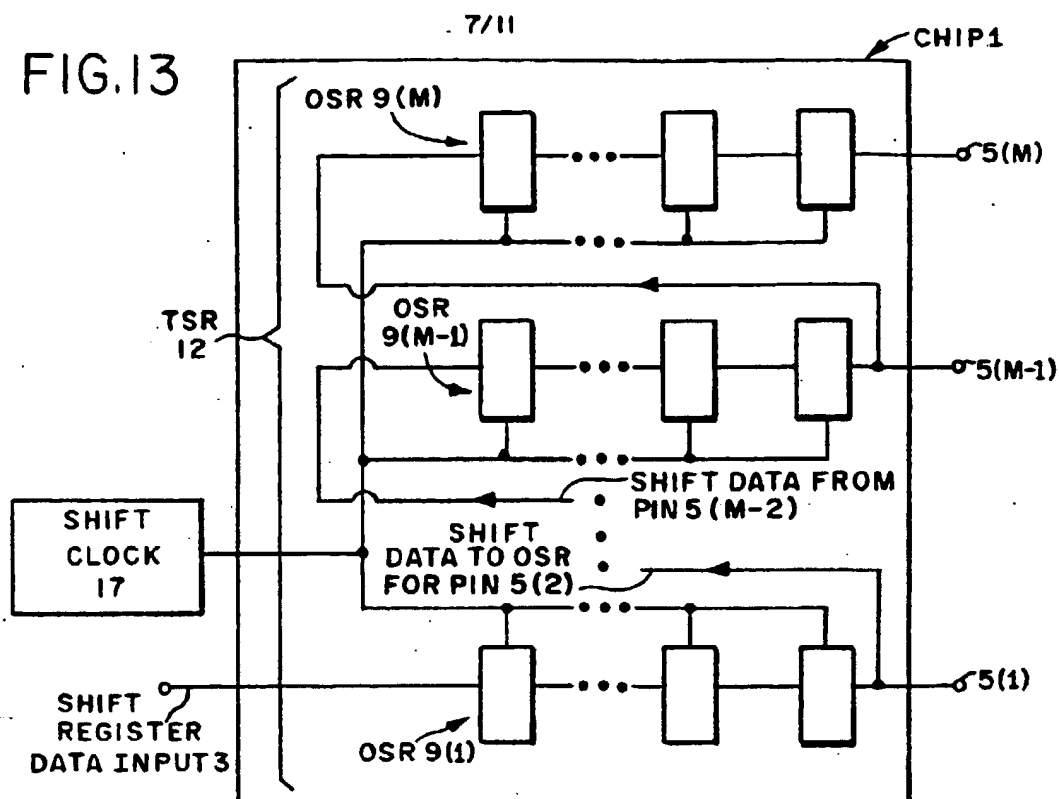 7/11
FIG.13
CHIP1
OSR 9(M)
5(M)
TSR
12
OSR
9(M-1)
5(M-1)
SHIFT DATA FROM
PIN 5(M-2)
SHIFT
CLOCK
17
SHIFT
DATA TO OSR
FOR PIN 5(2)
5(1)
SHIFT
REGISTER
DATA INPUT 3
OSR 9(1)